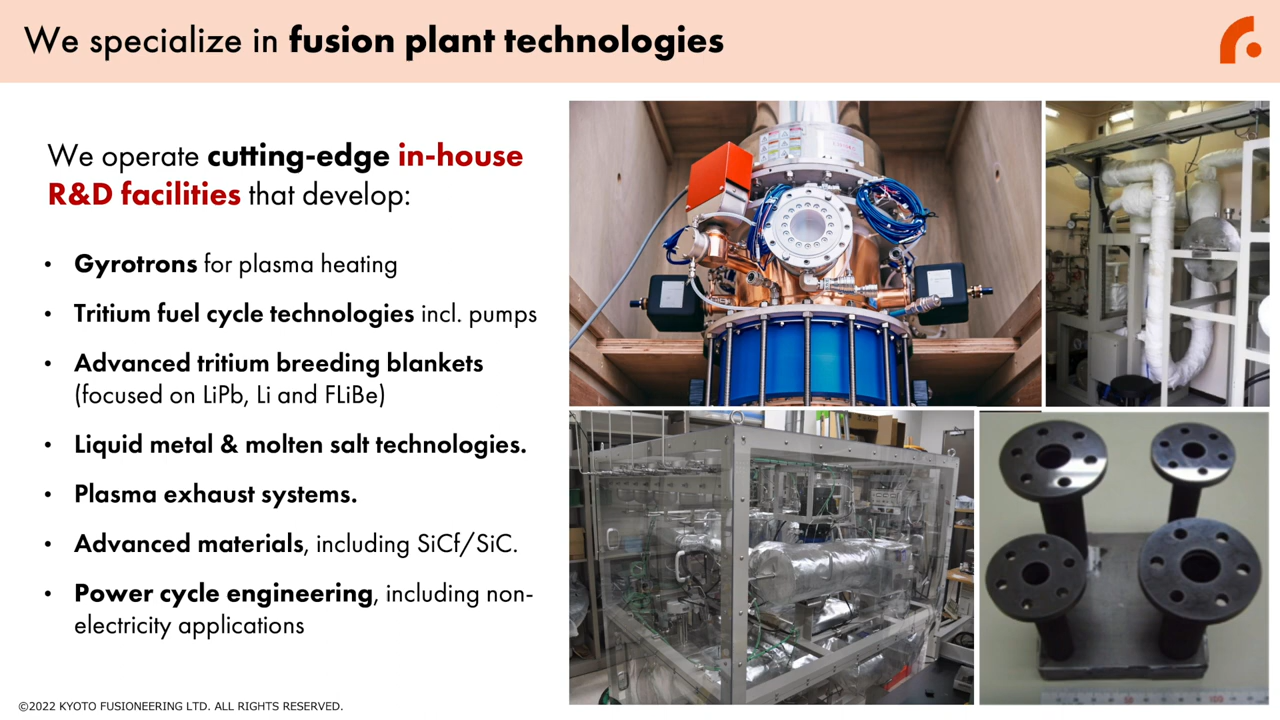 We specialize in fusion plant technologies
We operate cutting-edge in-house
R&D facilities that develop:
• Gyrotrons for plasma heating
• Tritium fuel cycle technologies incl. pumps
• Advanced tritium breeding blankets
(focused on LiPb, Li and FLiBe)
• Liquid metal & molten salt technologies.
• Plasma exhaust systems.
• Advanced materials, including SiCf/SiC.
• Power cycle engineering, including non-
electricity applications
©2022 KYOTO FUSIONEERING LTD. ALL RIGHTS RESERVED.